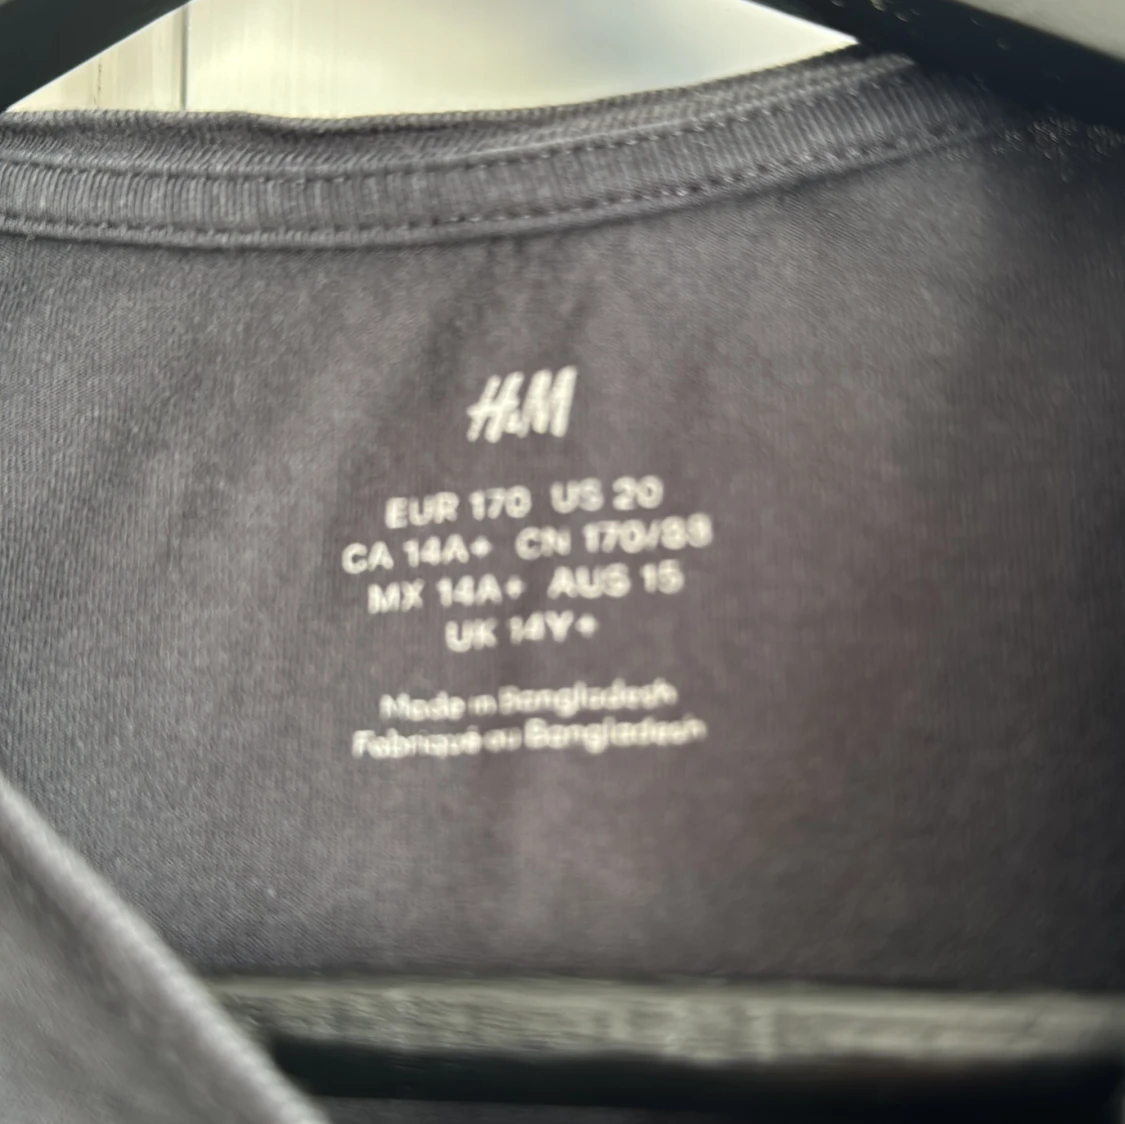 H&M
EUR 170 US 20
CA 14A+ CN 170/88
MX 14A+ AUS 15
UK 14Y+
Made in Bangladesh
Fabriqué au Bangladesh